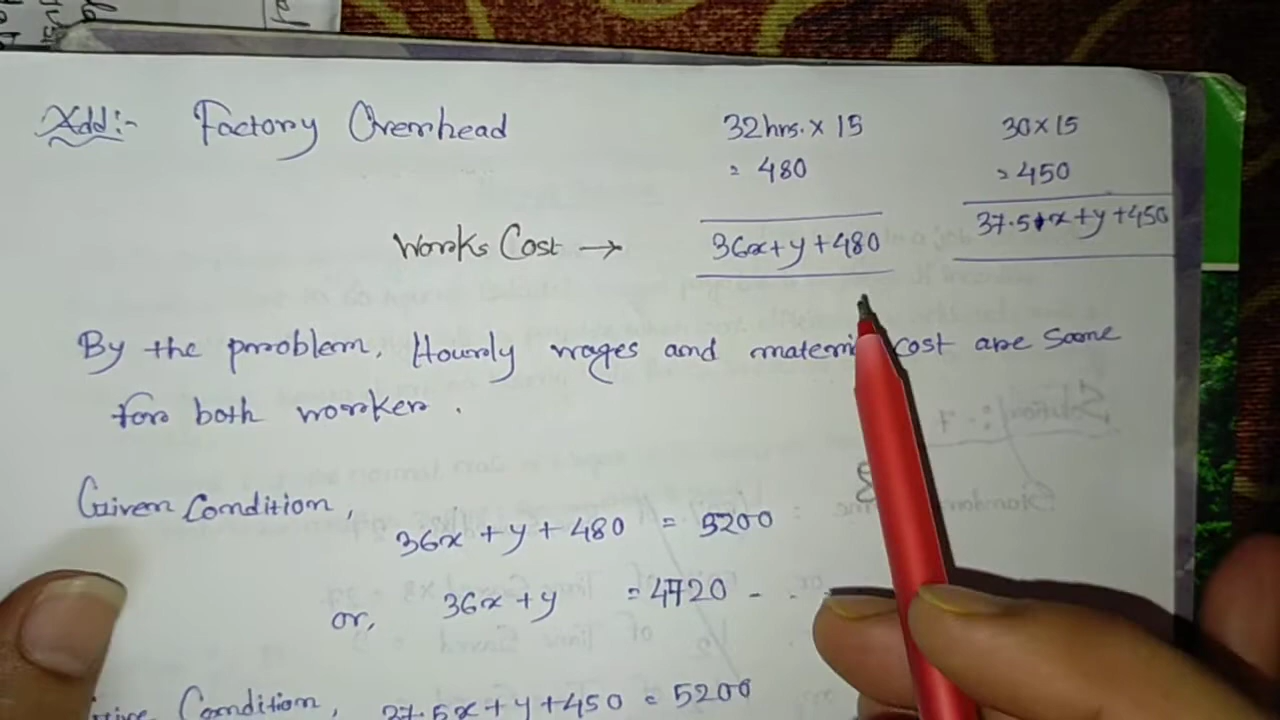 Add:- Factory Overhead 32hrs. x 15 30 x 15
= 480 = 450
Works Cost → 36x + y + 480 37.5x + y + 450
By the problem, Hourly wages and materi cost are same
for both worker.
Given Condition,
36x + y + 480 = 5200
or, 36x + y = 4720 - .
Condition, 37.5x + y + 450 = 5200